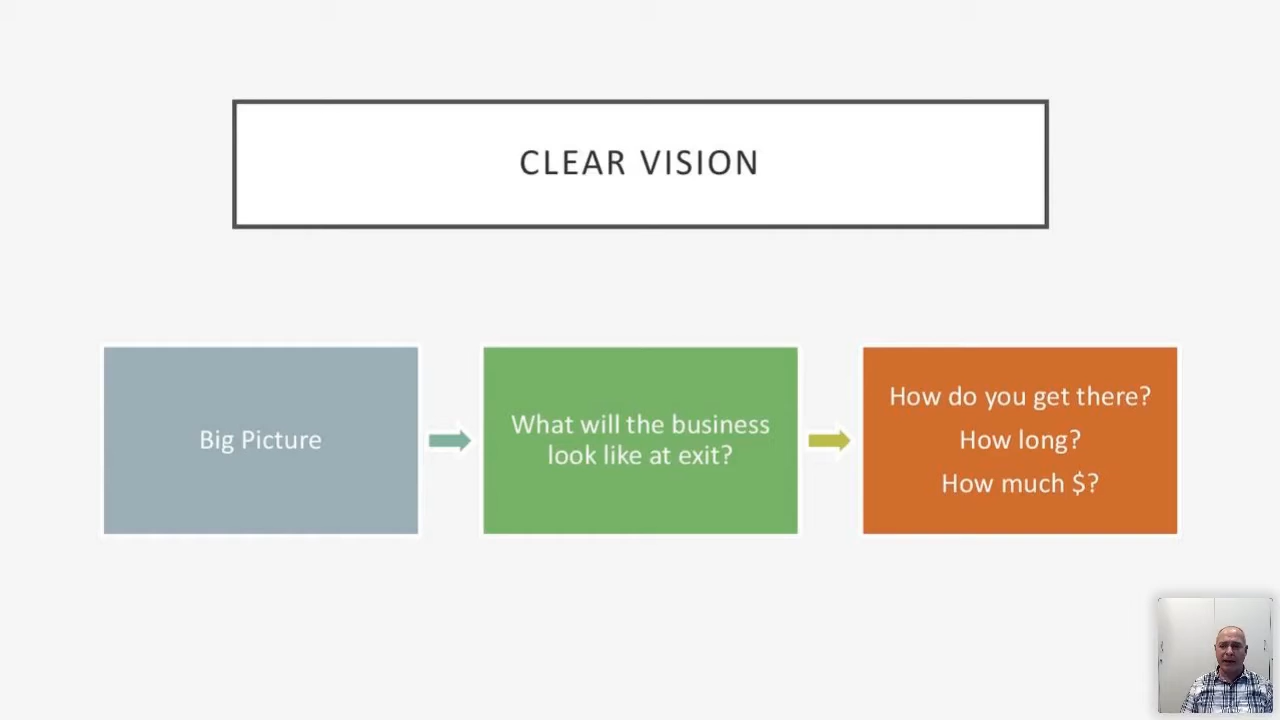 CLEAR VISION
Big Picture
What will the business
look like at exit?
How do you get there?
How long?
How much $?